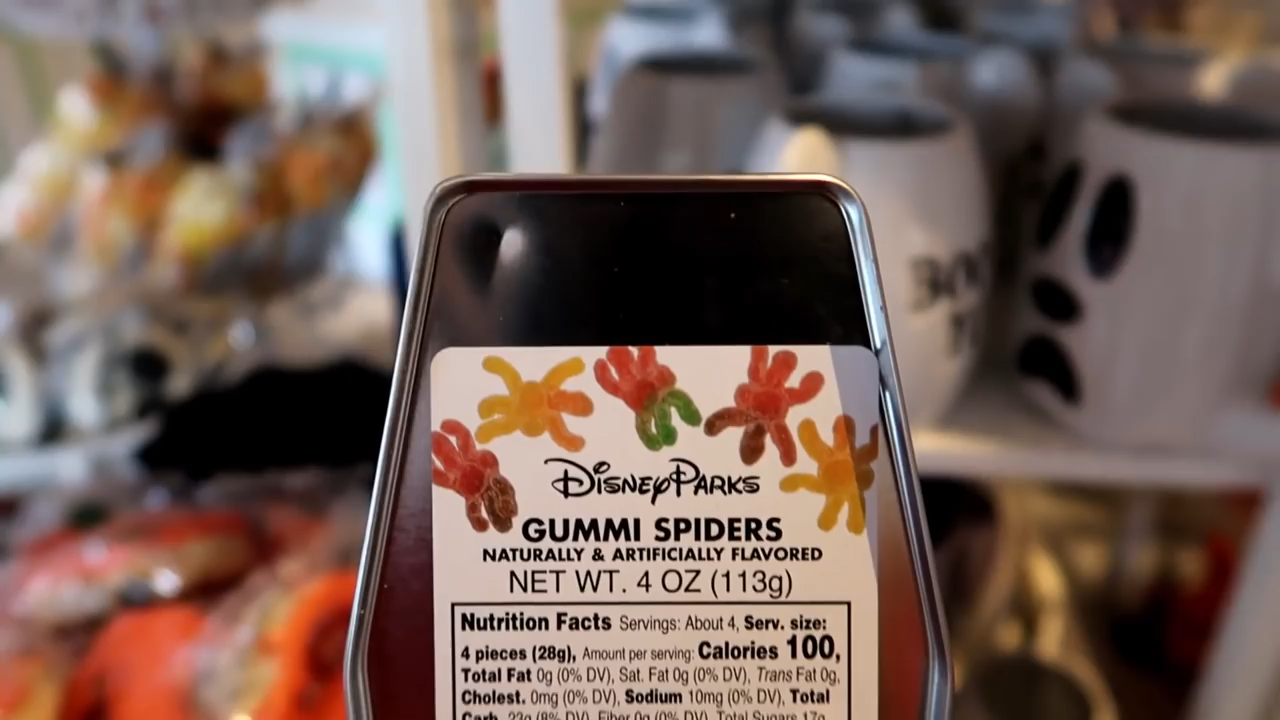 Disney Parks
GUMMI SPIDERS
NATURALLY & ARTIFICIALLY FLAVORED
NET WT. 4 OZ (113g)
Nutrition Facts Servings: About 4, Serv. size:
4 pieces (28g), Amount per serving: Calories 100,
Total Fat 0g (0% DV), Sat. Fat 0g (0% DV), Trans Fat 0g,
Cholest. 0mg (0% DV), Sodium 10mg (0% DV), Total
Carb. 22g (8% DV), Fiber 0g (0% DV), Total Sugars 17g